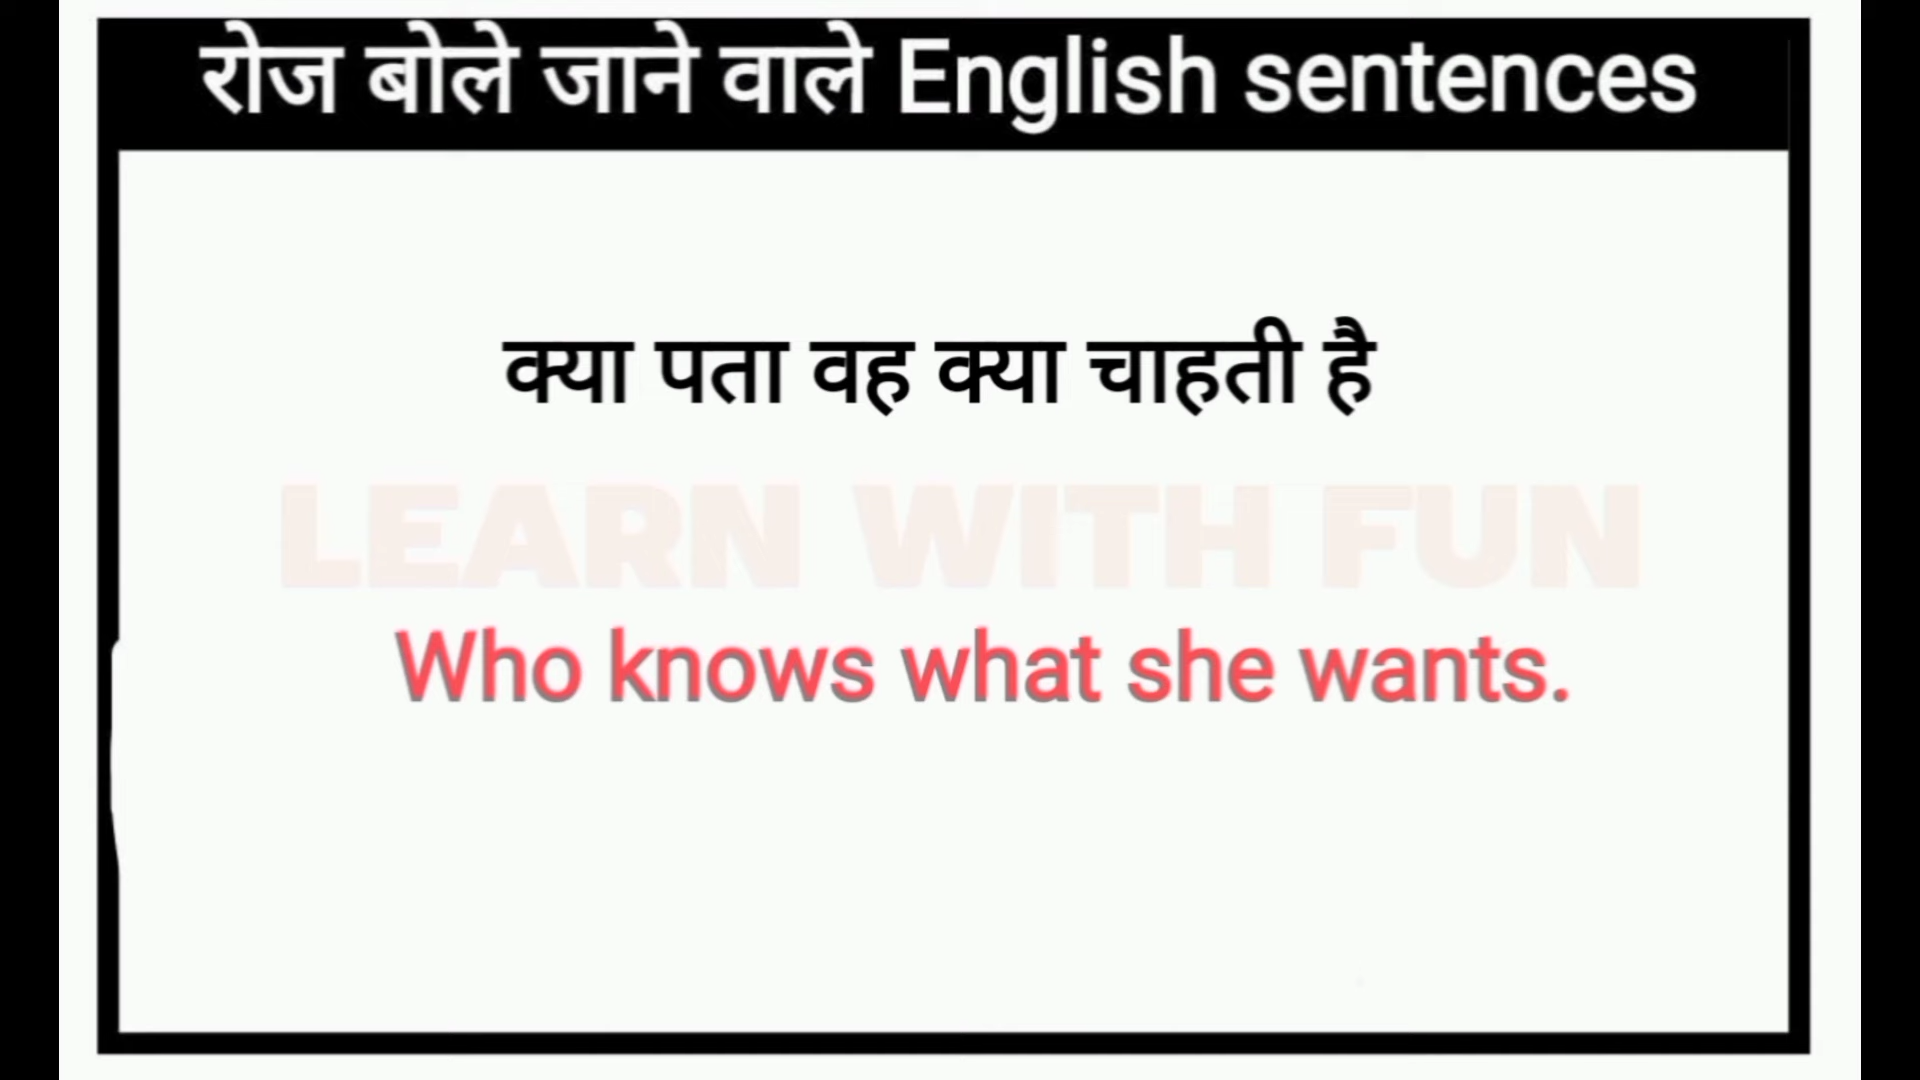 रोज बोले जाने वाले English sentences
क्या पता वह क्या चाहती है
LEARN WITH FUN
Who knows what she wants.